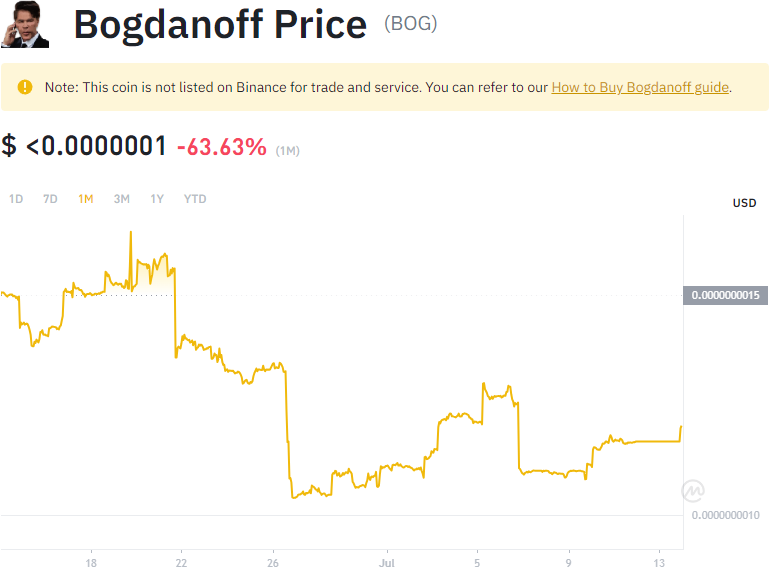 Bogdanoff Price (BOG)
Note: This coin is not listed on Binance for trade and service. You can refer to our How to Buy Bogdanoff guide.
$ <0.0000001 -63.63% (1M)
1D 7D 1M 3M 1Y YTD
USD
0.0000000015
0.0000000010
18 22 26 Jul 5 9 13